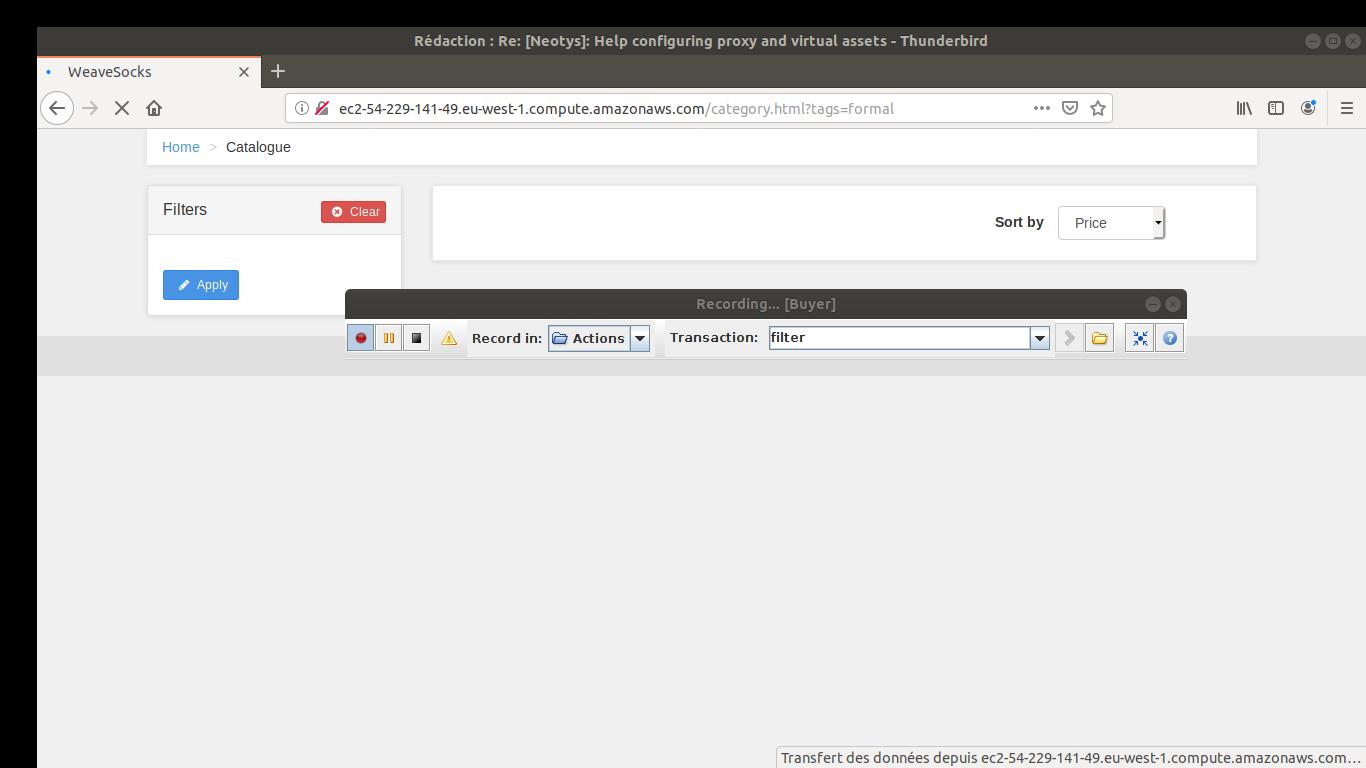 Rédaction : Re: [Neotys]: Help configuring proxy and virtual assets - Thunderbird
WeaveSocks
ec2-54-229-141-49.eu-west-1.compute.amazonaws.com/category.html?tags=formal
Home > Catalogue
Filters
Clear
Sort by
Price
Apply
Recording... [Buyer]
Record in:
Actions
Transaction:
filter
Transfert des données depuis ec2-54-229-141-49.eu-west-1.compute.amazonaws.com…